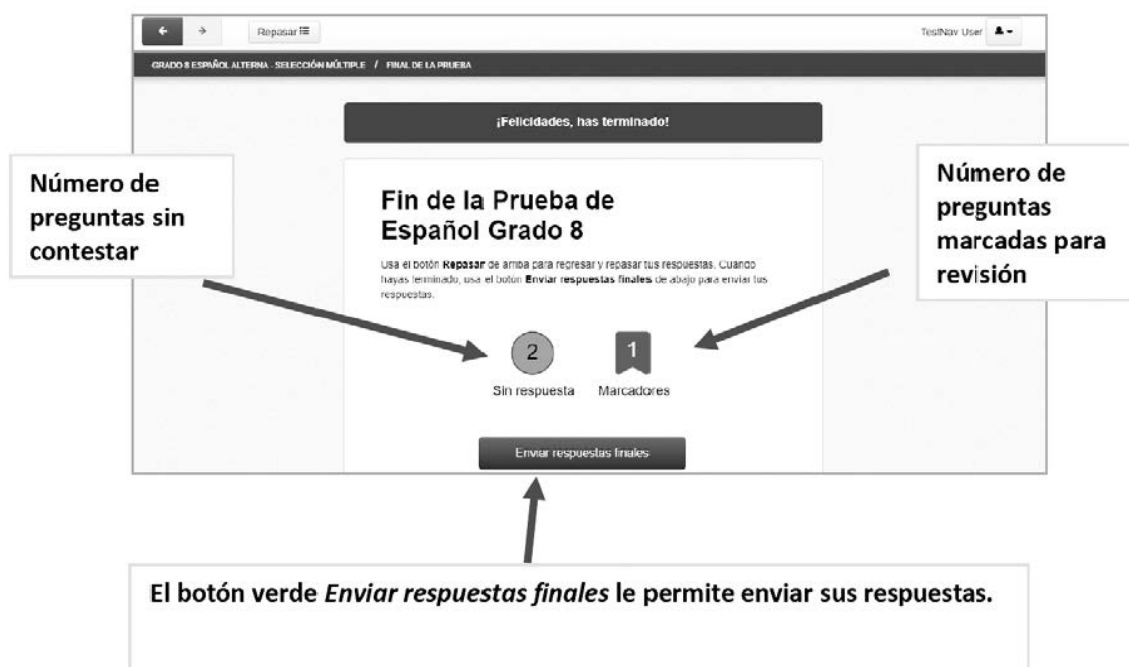 Repasar
TestNav User
GRADO 8 ESPAÑOL ALTERNA - SELECCIÓN MÚLTIPLE / FINAL DE LA PRUEBA
¡Felicidades, has terminado!
Número de
preguntas sin
contestar
Número de
preguntas
marcadas para
revisión
Fin de la Prueba de
Español Grado 8
Usa el botón Repasar de arriba para regresar y repasar tus respuestas. Cuando
hayas terminado, usa el botón Enviar respuestas finales de abajo para enviar tus
respuestas.
2
1
Sin respuesta
Marcadores
Enviar respuestas finales
El botón verde Enviar respuestas finales le permite enviar sus respuestas.